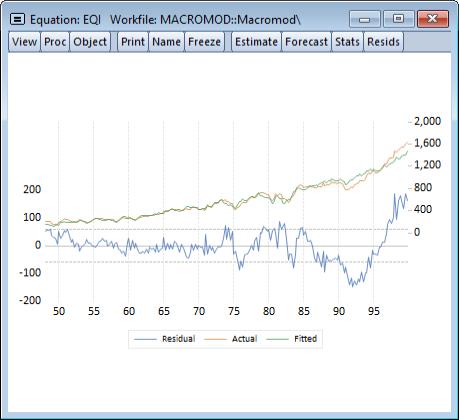 Equation: EQI Workfile: MACROMOD::Macromod\
View Proc Object Print Name Freeze Estimate Forecast Stats Resids
2,000
1,600
1,200
800
400
0
200
100
0
-100
-200
50 55 60 65 70 75 80 85 90 95
Residual Actual Fitted